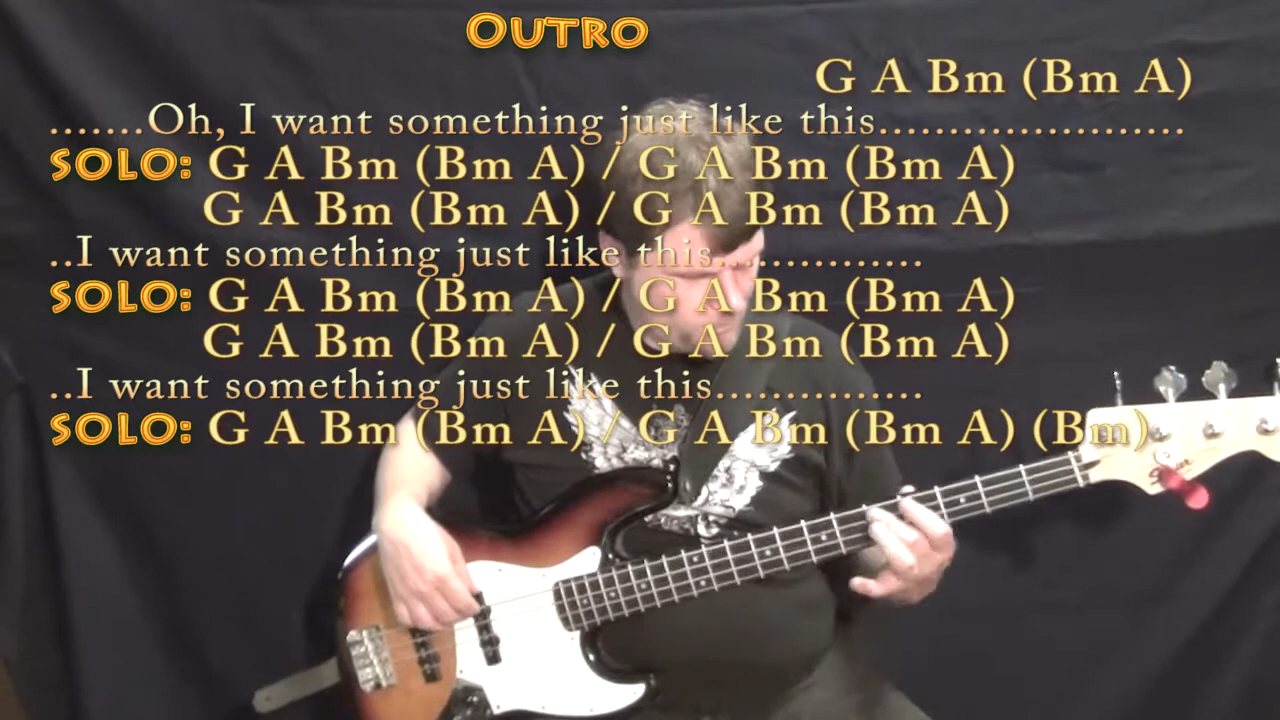 OUTRO
G A Bm (Bm A)
.......Oh, I want something just like this.......................
SOLO: G A Bm (Bm A) / G A Bm (Bm A)
G A Bm (Bm A) / G A Bm (Bm A)
..I want something just like this................
SOLO: G A Bm (Bm A) / G A Bm (Bm A)
G A Bm (Bm A) / G A Bm (Bm A)
..I want something just like this................
SOLO: G A Bm (Bm A) / G A Bm (Bm A) (Bm)